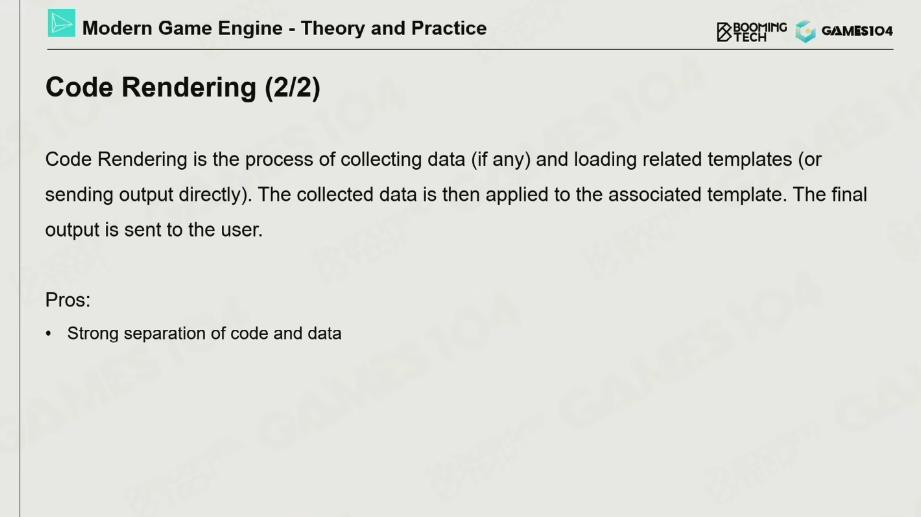 Modern Game Engine - Theory and Practice
BOOMING TECH
GAMES104
Code Rendering (2/2)
Code Rendering is the process of collecting data (if any) and loading related templates (or
sending output directly). The collected data is then applied to the associated template. The final
output is sent to the user.
Pros:
• Strong separation of code and data